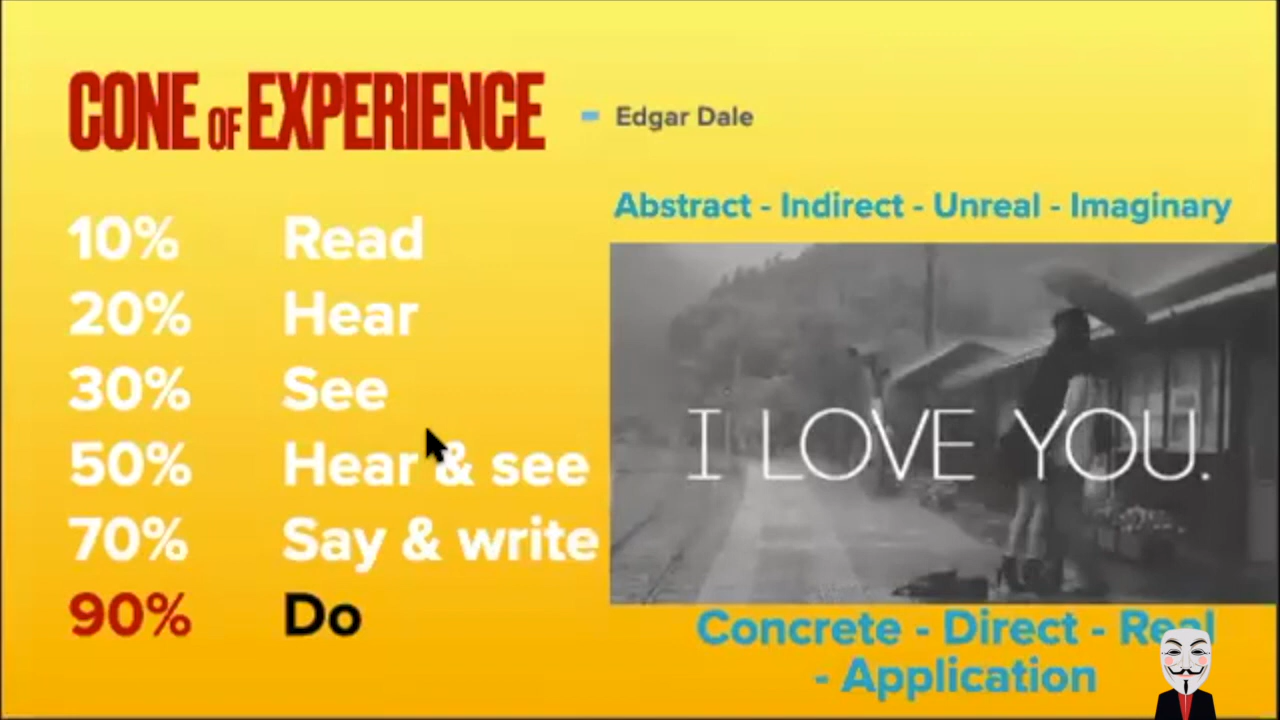 CONE OF EXPERIENCE - Edgar Dale
Abstract - Indirect - Unreal - Imaginary
10% Read
20% Hear
30% See
50% Hear & see
70% Say & write
90% Do
I LOVE YOU.
Concrete - Direct - Real
- Application